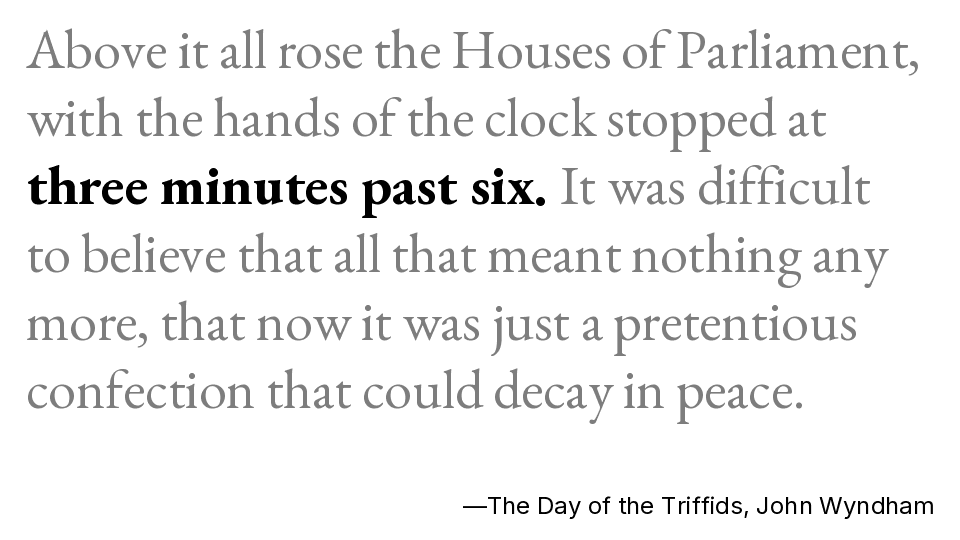 Above it all rose the Houses of Parliament,
with the hands of the clock stopped at
three minutes past six. It was difficult
to believe that all that meant nothing any
more, that now it was just a pretentious
confection that could decay in peace.
—The Day of the Triffids, John Wyndham